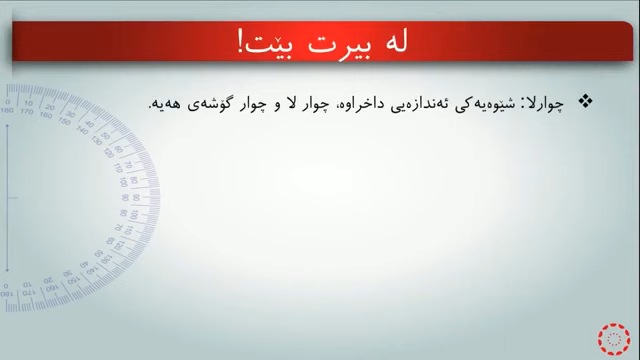 لە بیرت بێت!
❖ چوارلا: شێوەیەکی ئەندازەیی داخراوە، چوار لا و چوار گۆشەی هەیە.